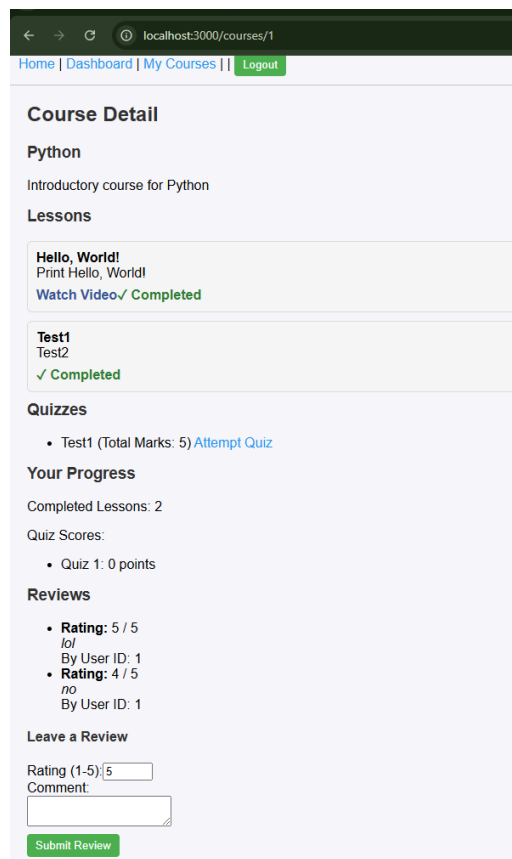 localhost:3000/courses/1
Home | Dashboard | My Courses | | Logout
Course Detail
Python
Introductory course for Python
Lessons
Hello, World!
Print Hello, World!
Watch Video✓ Completed
Test1
Test2
✓ Completed
Quizzes
• Test1 (Total Marks: 5) Attempt Quiz
Your Progress
Completed Lessons: 2
Quiz Scores:
• Quiz 1: 0 points
Reviews
• Rating: 5 / 5
lol
By User ID: 1
• Rating: 4 / 5
no
By User ID: 1
Leave a Review
Rating (1-5): 5
Comment:
Submit Review